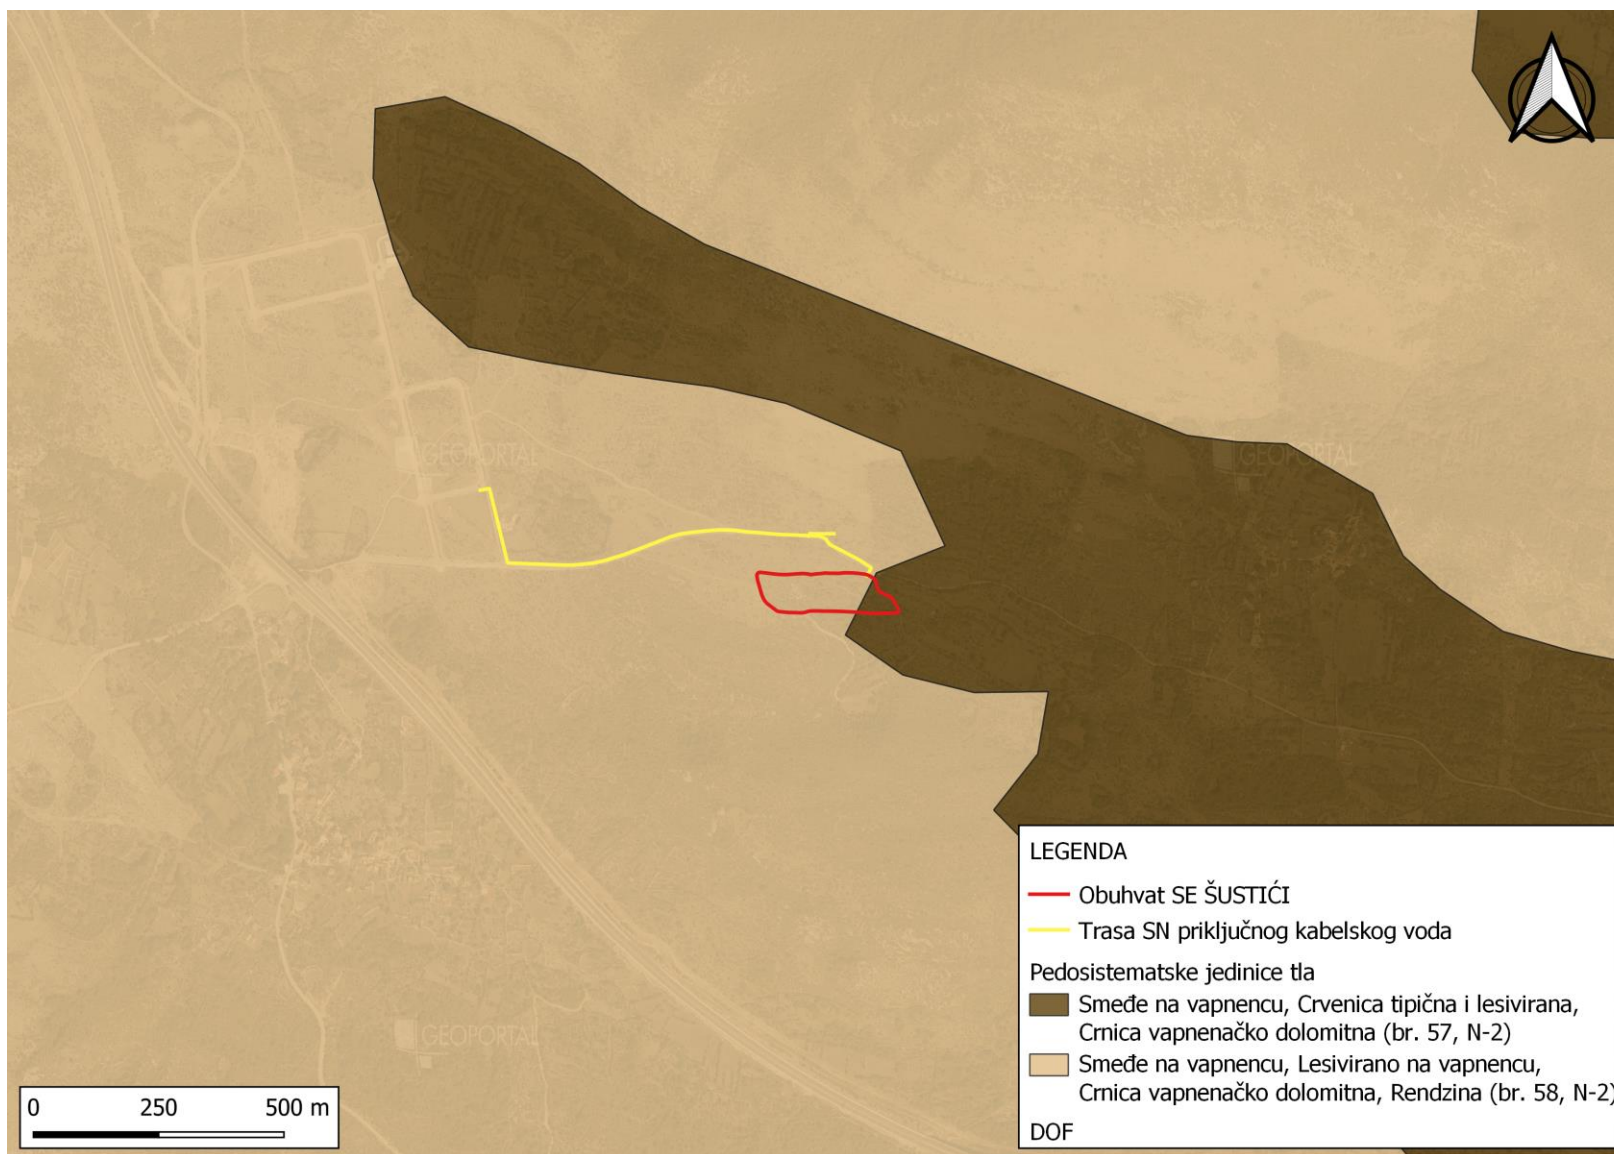 GEOPORTAL
GEOPORTAL
GEOPORTAL
LEGENDA
Obuhvat SE ŠUSTIĆI
Trasa SN priključnog kabelskog voda
Pedosistematske jedinice tla
Smeđe na vapnencu, Crvenica tipična i lesivirana,
Crnica vapnenačko dolomitna (br. 57, N-2)
Smeđe na vapnencu, Lesivirano na vapnencu,
Crnica vapnenačko dolomitna, Rendzina (br. 58, N-2)
DOF
0 250 500 m